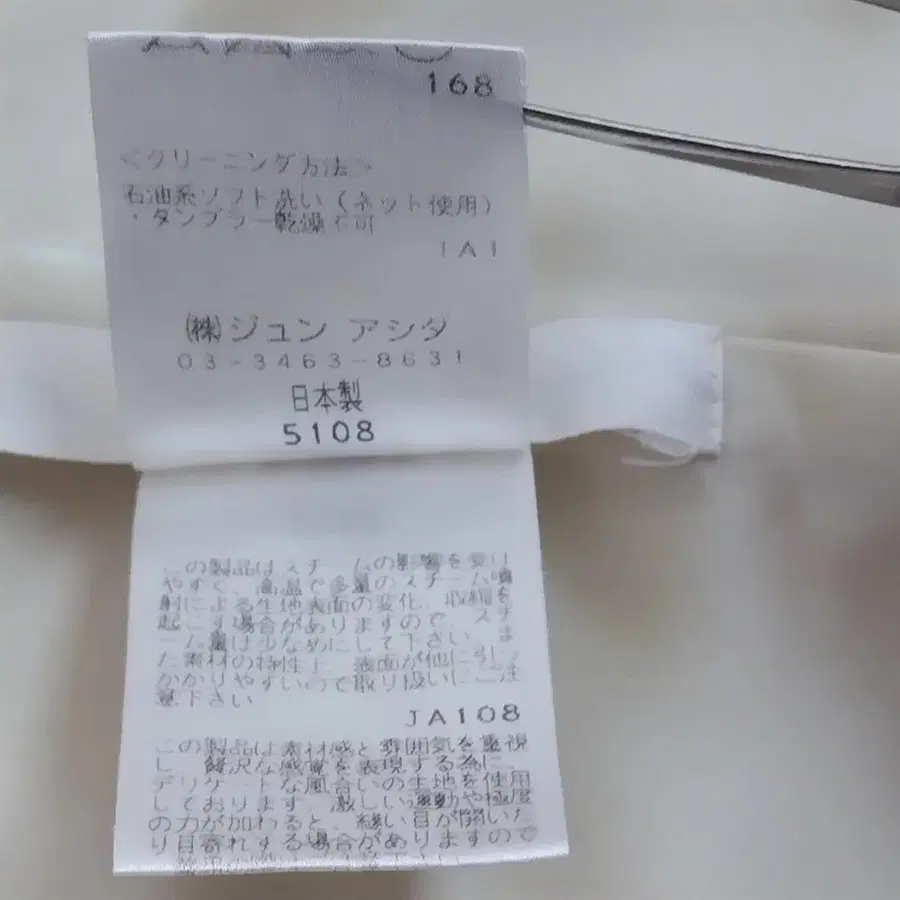 168
<クリーニング方法>
石油系ソフト洗い(ネット使用)
・タンブラー乾燥不可
㈱ジュン アシダ
03-3463-8631
日本製
5108
この製品はスチームの影響を受け
やすく、高温で多量のスチーム噴
射による生地表面の変化、収縮を
起こす場合がありますので、スチ
ーム量は少なめにして下さい。ま
た素材の特性上、表面が他に引っ
かかりやすいので取り扱いにご注
意下さい
JA108
この製品は素材感と雰囲気を重視
し、贅沢な感覚を表現する為に、
デリケートな風合いの生地を使用
しております。激しい運動や極度
の力が加わると、縫い目が開いた
り目寄れする場合がありますので